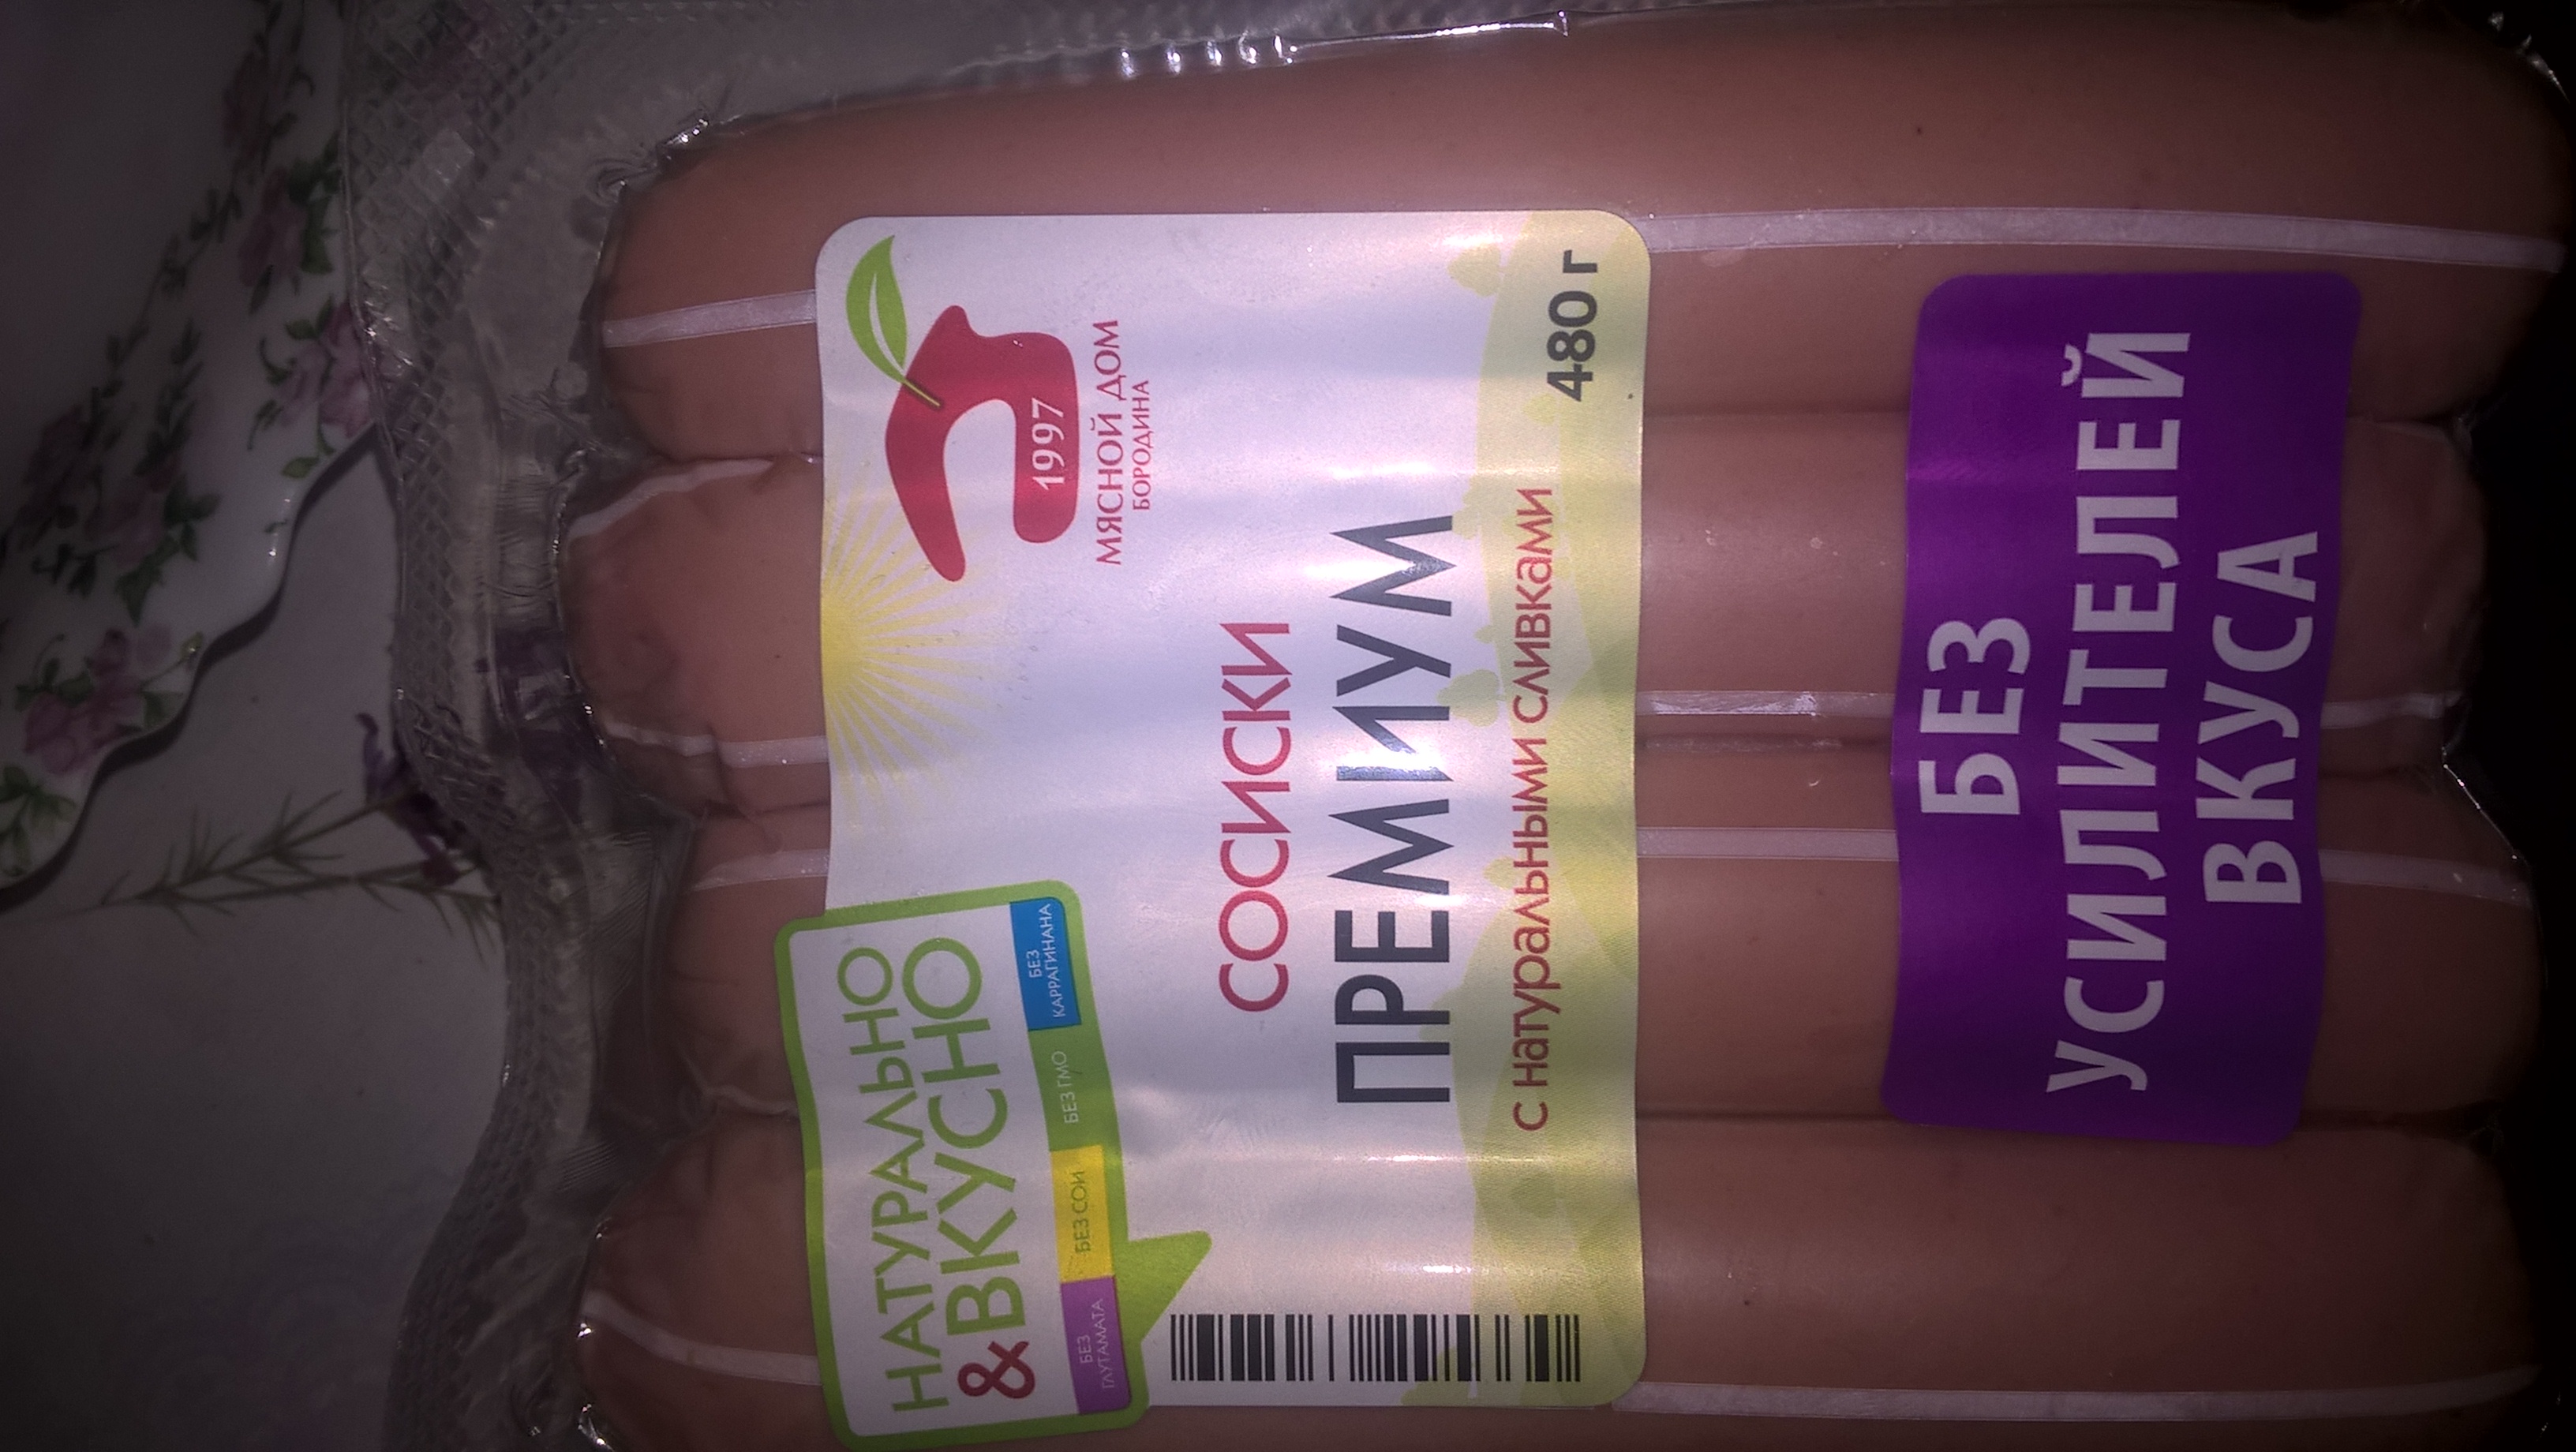 1997
МЯСНОЙ ДОМ
БОРОДИНА
НАТУРАЛЬНО
&ВКУСНО
БЕЗ
ГЛУТАМАТА
БЕЗ СОИ
БЕЗ ГМО
БЕЗ
КАРРАГИНАНА
СОСИСКИ
ПРЕМИУМ
с натуральными сливками
480 г
БЕЗ
УСИЛИТЕЛЕЙ
ВКУСА